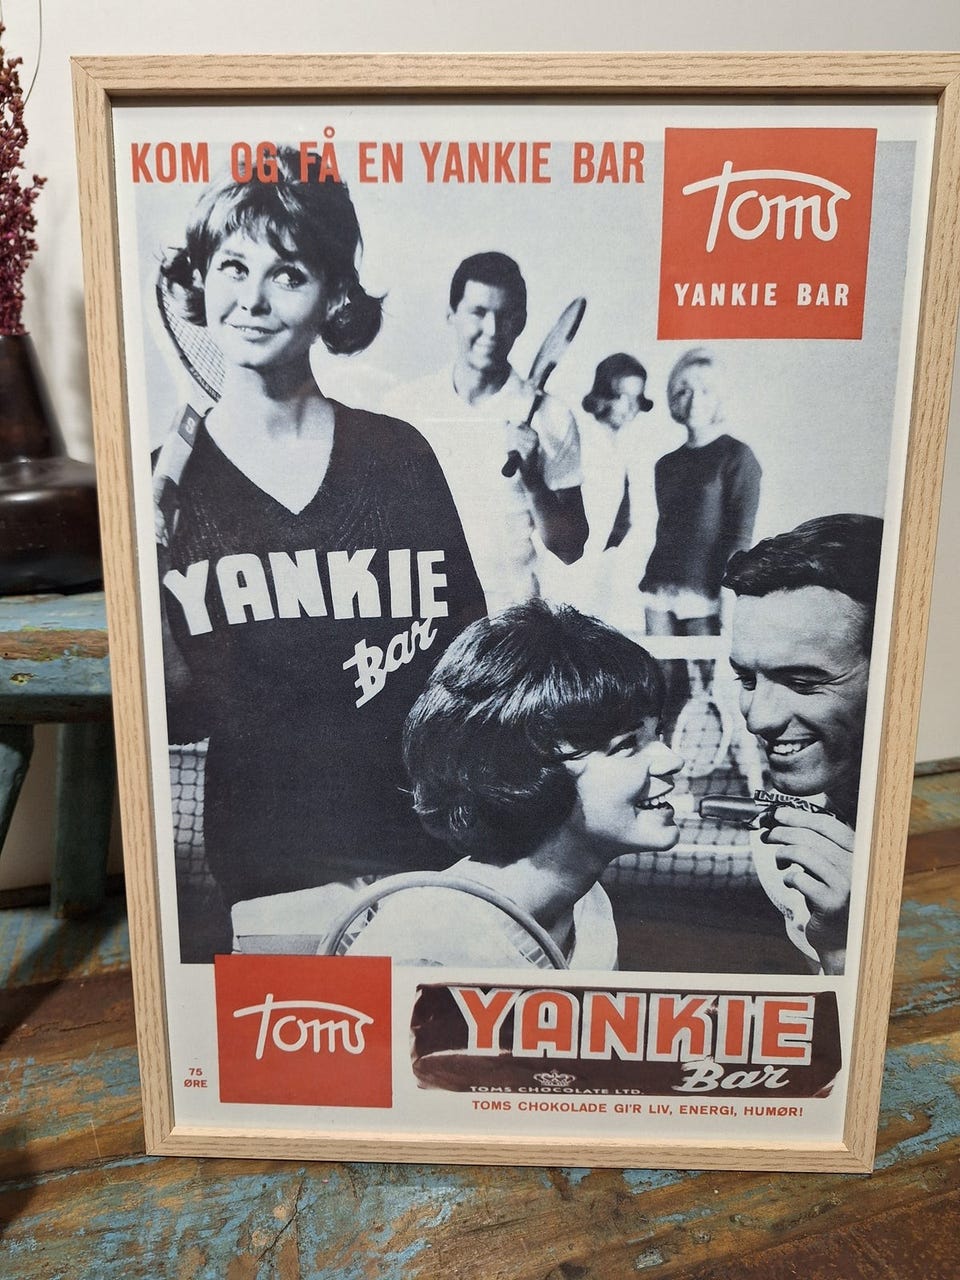 KOM OG FÅ EN YANKIE BAR
Toms
YANKIE BAR
S
YANKIE
Bar
Toms
75
ØRE
YANKIE
Bar
TOMS CHOCOLATE LTD.
TOMS CHOKOLADE GI'R LIV, ENERGI, HUMØR!